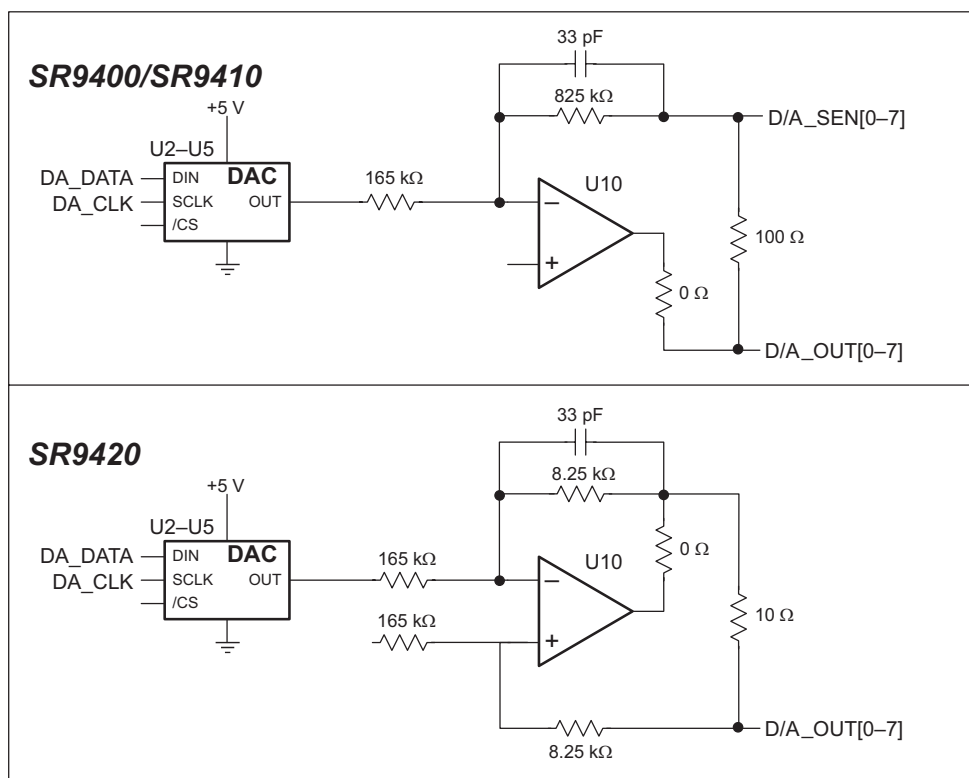 SR9400/SR9410
33 pF
825 kΩ
D/A_SEN[0–7]
+5 V
U2–U5
DA_DATA
DIN
DAC
DA_CLK
SCLK
OUT
/CS
165 kΩ
U10
−
+
100 Ω
0 Ω
D/A_OUT[0–7]
SR9420
33 pF
8.25 kΩ
+5 V
U2–U5
DA_DATA
DIN
DAC
DA_CLK
SCLK
OUT
/CS
165 kΩ
165 kΩ
U10
−
+
0 Ω
10 Ω
8.25 kΩ
D/A_OUT[0–7]